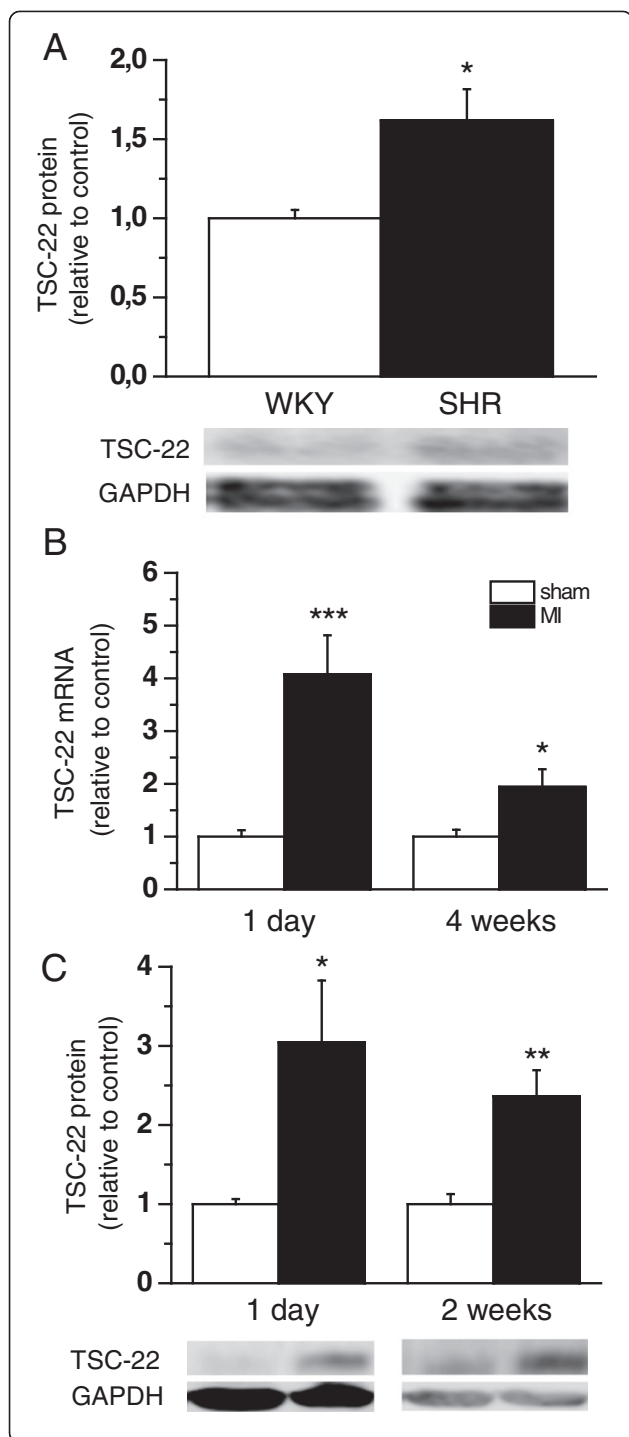 A
TSC-22 protein
(relative to control)
2,0
1,5
1,0
0,5
0,0
*
WKY SHR
TSC-22
GAPDH
B
TSC-22 mRNA
(relative to control)
6
5
4
3
2
1
0
sham
MI
***
*
1 day 4 weeks
C
TSC-22 protein
(relative to control)
4
3
2
1
0
*
**
1 day 2 weeks
TSC-22
GAPDH